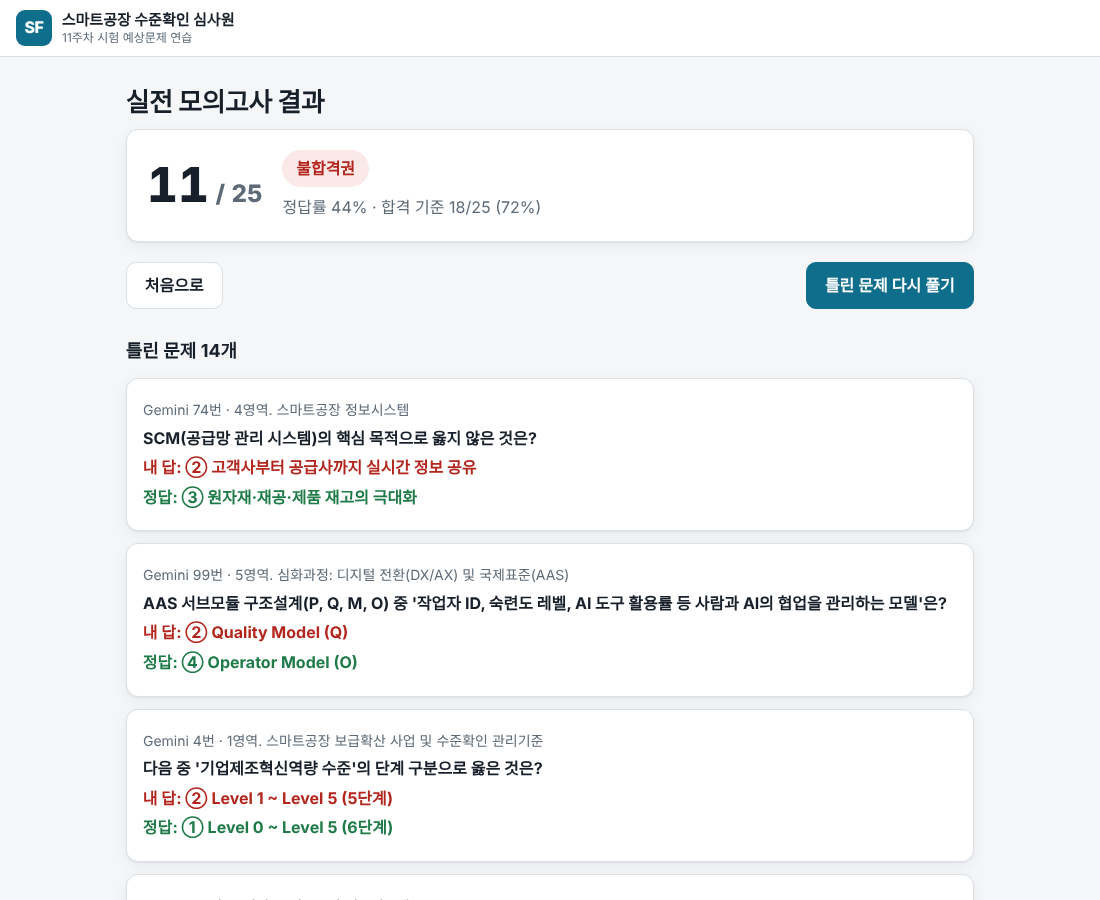 SF
스마트공장 수준확인 심사원
11주차 시험 예상문제 연습
실전 모의고사 결과
11 / 25
불합격권
정답률 44% · 합격 기준 18/25 (72%)
처음으로
틀린 문제 다시 풀기
틀린 문제 14개
Gemini 74번 · 4영역. 스마트공장 정보시스템
SCM(공급망 관리 시스템)의 핵심 목적으로 옳지 않은 것은?
내 답: ② 고객사부터 공급사까지 실시간 정보 공유
정답: ③ 원자재·재공·제품 재고의 극대화
Gemini 99번 · 5영역. 심화과정: 디지털 전환(DX/AX) 및 국제표준(AAS)
AAS 서브모듈 구조설계(P, Q, M, O) 중 '작업자 ID, 숙련도 레벨, AI 도구 활용률 등 사람과 AI의 협업을 관리하는 모델'은?
내 답: ② Quality Model (Q)
정답: ④ Operator Model (O)
Gemini 4번 · 1영역. 스마트공장 보급확산 사업 및 수준확인 관리기준
다음 중 '기업제조혁신역량 수준'의 단계 구분으로 옳은 것은?
내 답: ② Level 1 ~ Level 5 (5단계)
정답: ① Level 0 ~ Level 5 (6단계)